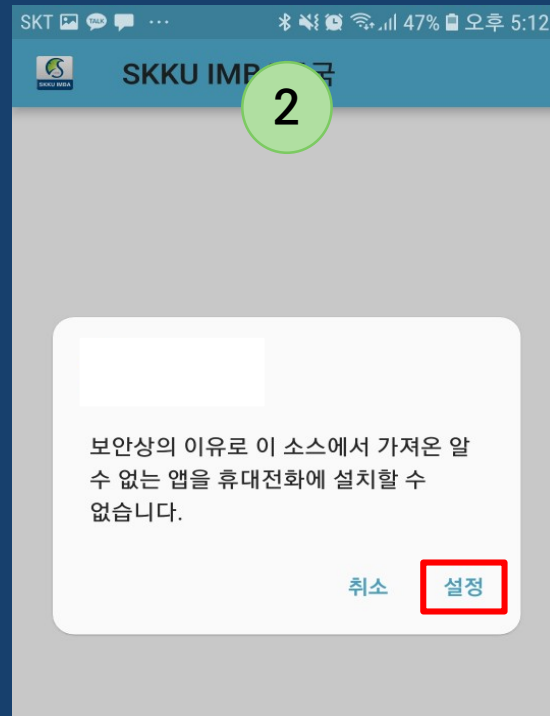 SKT TALK ... 47% 오후 5:12
SKKU IMBA SKKU IMB
2
보안상의 이유로 이 소스에서 가져온 알
수 없는 앱을 휴대전화에 설치할 수
없습니다.
취소 설정